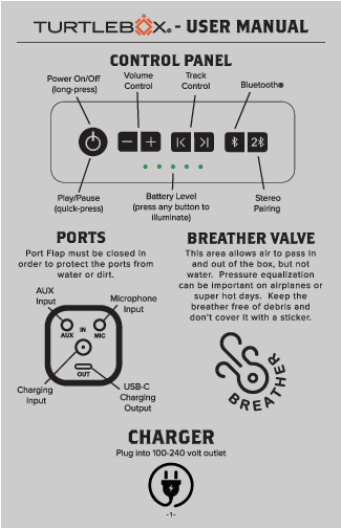 TURTLEBOX. - USER MANUAL
CONTROL PANEL
Power On/Off
(long-press)
Volume
Control
Track
Control
Bluetooth®
2
Play/Pause
(quick-press)
Battery Level
(press any button to
illuminate)
Stereo
Pairing
PORTS
Port Flap must be closed in
order to protect the ports from
water or dirt.
AUX
Input
Microphone
Input
AUX
IN
MIC
OUT
Charging
Input
USB-C
Charging
Output
BREATHER VALVE
This area allows air to pass in
and out of the box, but not
water. Pressure equalization
can be important on airplanes or
super hot days. Keep the
breather free of debris and
don't cover it with a sticker.
BREATHER
CHARGER
Plug into 100-240 volt outlet
-1-